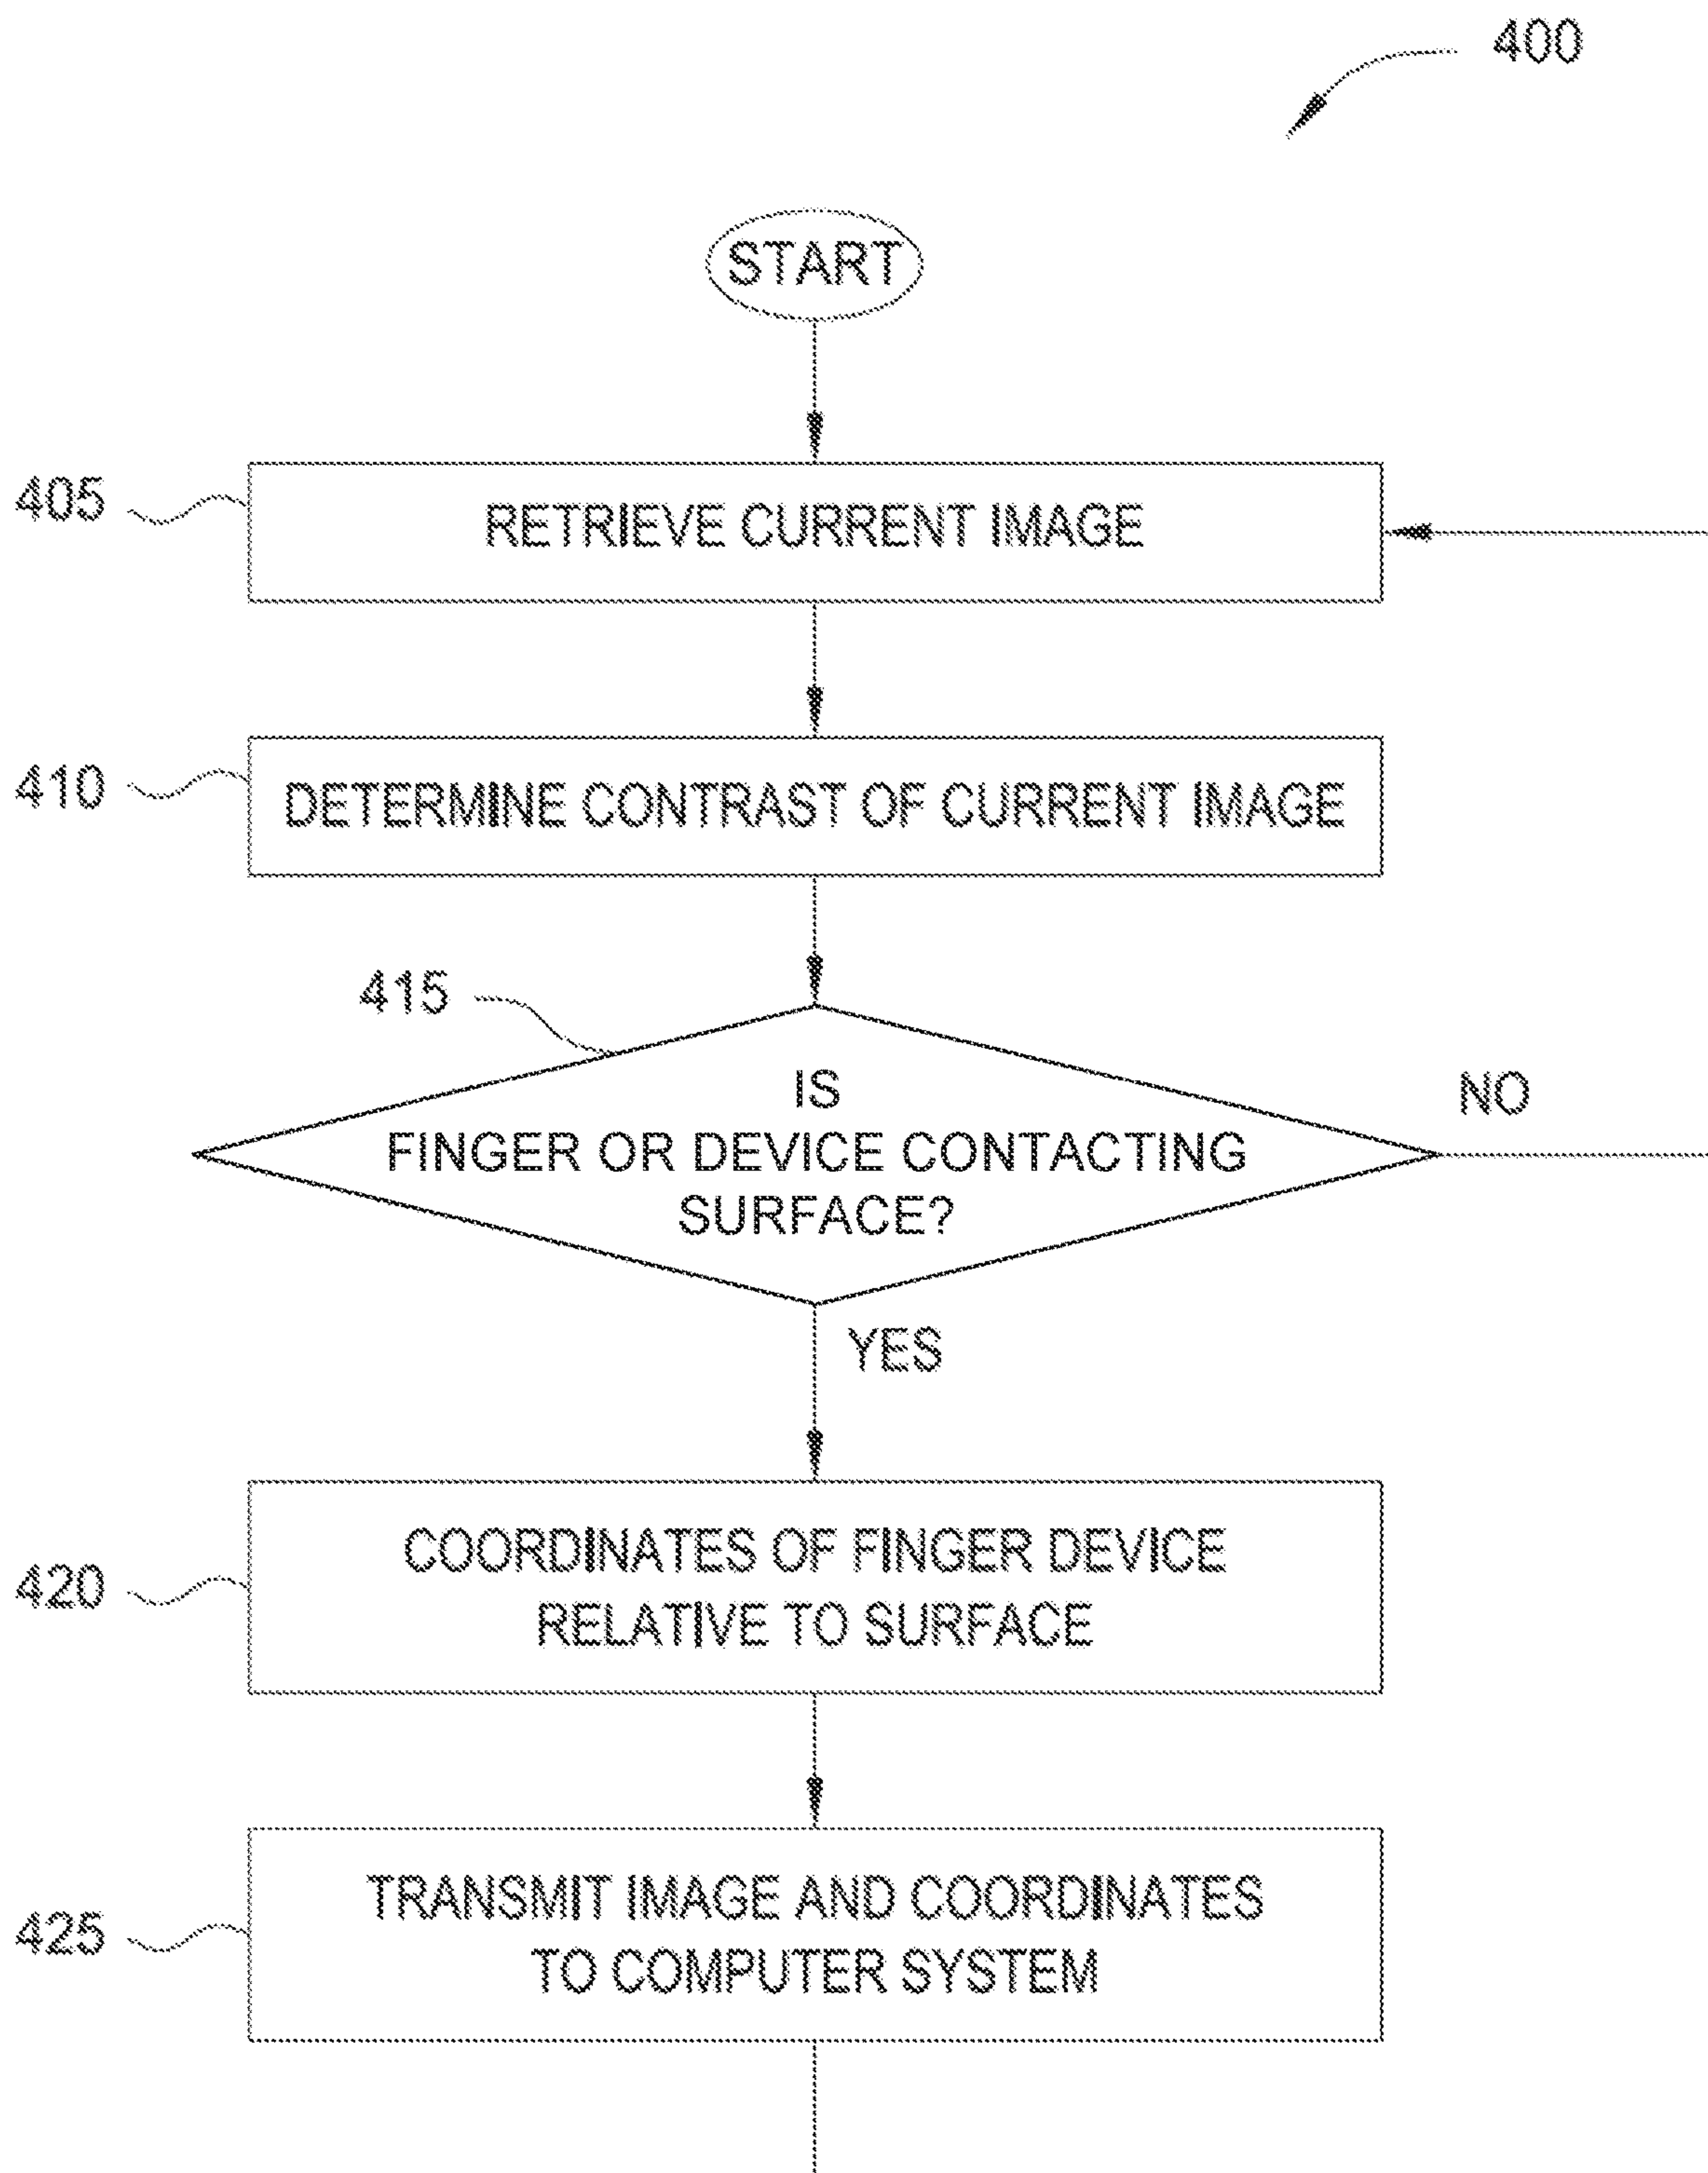 400
START
405
RETRIEVE CURRENT IMAGE
410
DETERMINE CONTRAST OF CURRENT IMAGE
415
IS
FINGER OR DEVICE CONTACTING
SURFACE?
NO
YES
420
COORDINATES OF FINGER DEVICE
RELATIVE TO SURFACE
425
TRANSMIT IMAGE AND COORDINATES
TO COMPUTER SYSTEM